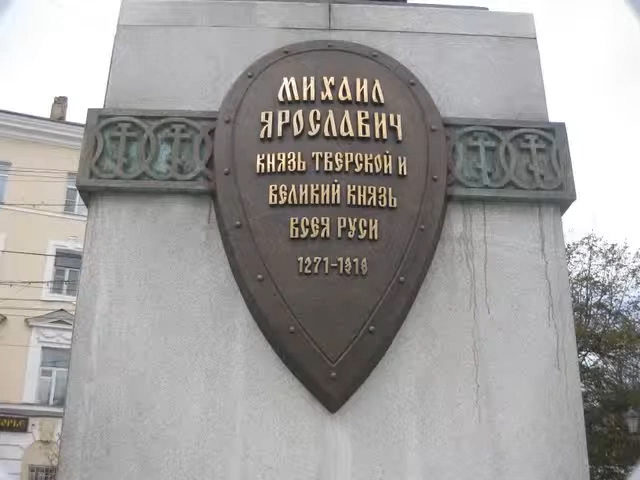 МИХАИЛ
ЯРОСЛАВИЧ
КНЯЗЬ ТВЕРСКОЙ И
ВЕЛИКИЙ КНЯЗЬ
ВСЕЯ РУСИ
1271-1318